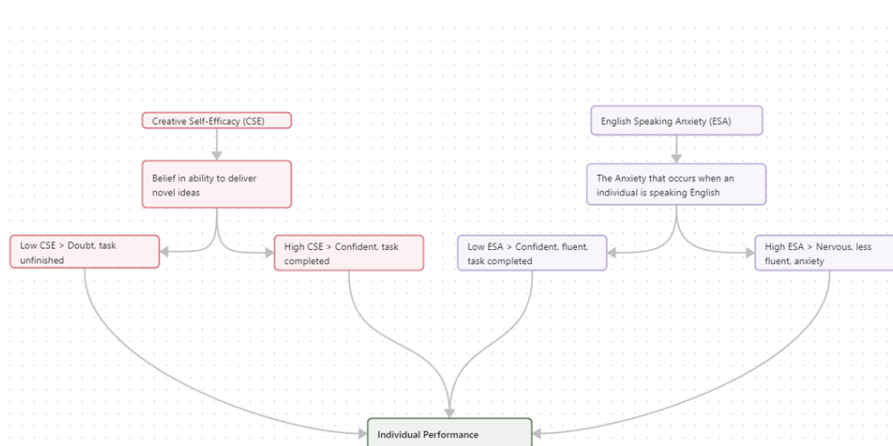 Creative Self-Efficacy (CSE)
English Speaking Anxiety (ESA)
Belief in ability to deliver
novel ideas
The Anxiety that occurs when an
individual is speaking English
Low CSE > Doubt, task
unfinished
High CSE > Confident, task
completed
Low ESA > Confident, fluent,
task completed
High ESA > Nervous, less
fluent, anxiety
Individual Performance